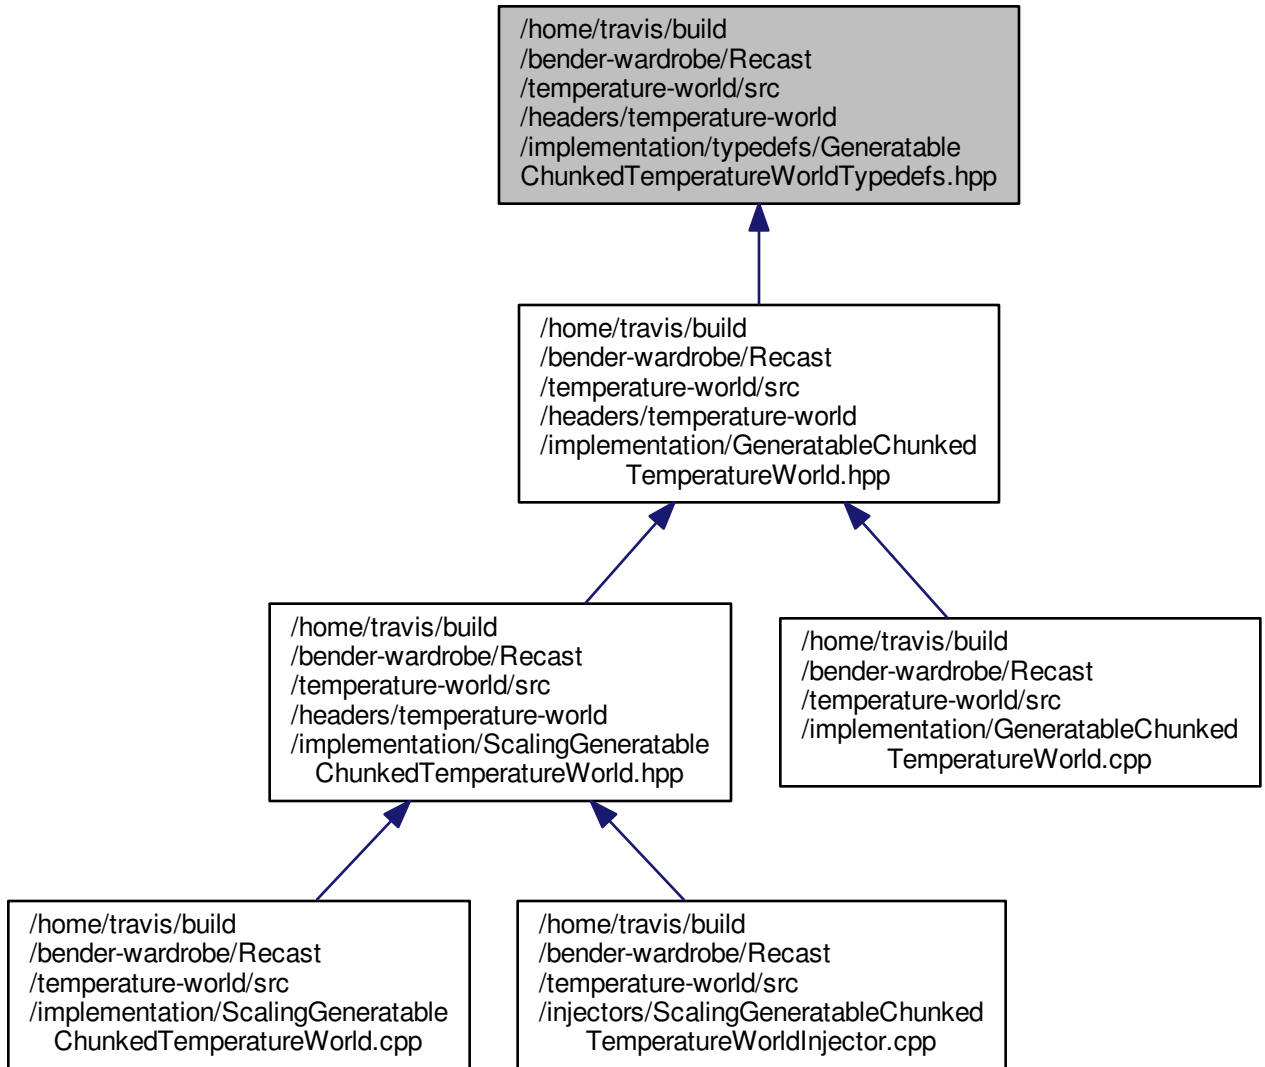 /home/travis/build
/bender-wardrobe/Recast
/temperature-world/src
/headers/temperature-world
/implementation/typedefs/Generatable
ChunkedTemperatureWorldTypedefs.hpp
/home/travis/build
/bender-wardrobe/Recast
/temperature-world/src
/headers/temperature-world
/implementation/GeneratableChunked
TemperatureWorld.hpp
/home/travis/build
/bender-wardrobe/Recast
/temperature-world/src
/headers/temperature-world
/implementation/ScalingGeneratable
ChunkedTemperatureWorld.hpp
/home/travis/build
/bender-wardrobe/Recast
/temperature-world/src
/implementation/GeneratableChunked
TemperatureWorld.cpp
/home/travis/build
/bender-wardrobe/Recast
/temperature-world/src
/implementation/ScalingGeneratable
ChunkedTemperatureWorld.cpp
/home/travis/build
/bender-wardrobe/Recast
/temperature-world/src
/injectors/ScalingGeneratableChunked
TemperatureWorldInjector.cpp